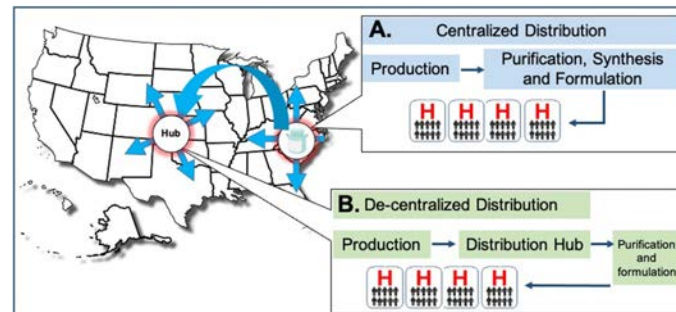 A.
Centralized Distribution
Production
Purification, Synthesis
and Formulation
H H H H
Hub
B.
De-centralized Distribution
Production
Distribution Hub
Purification
and
formulation
H H H H